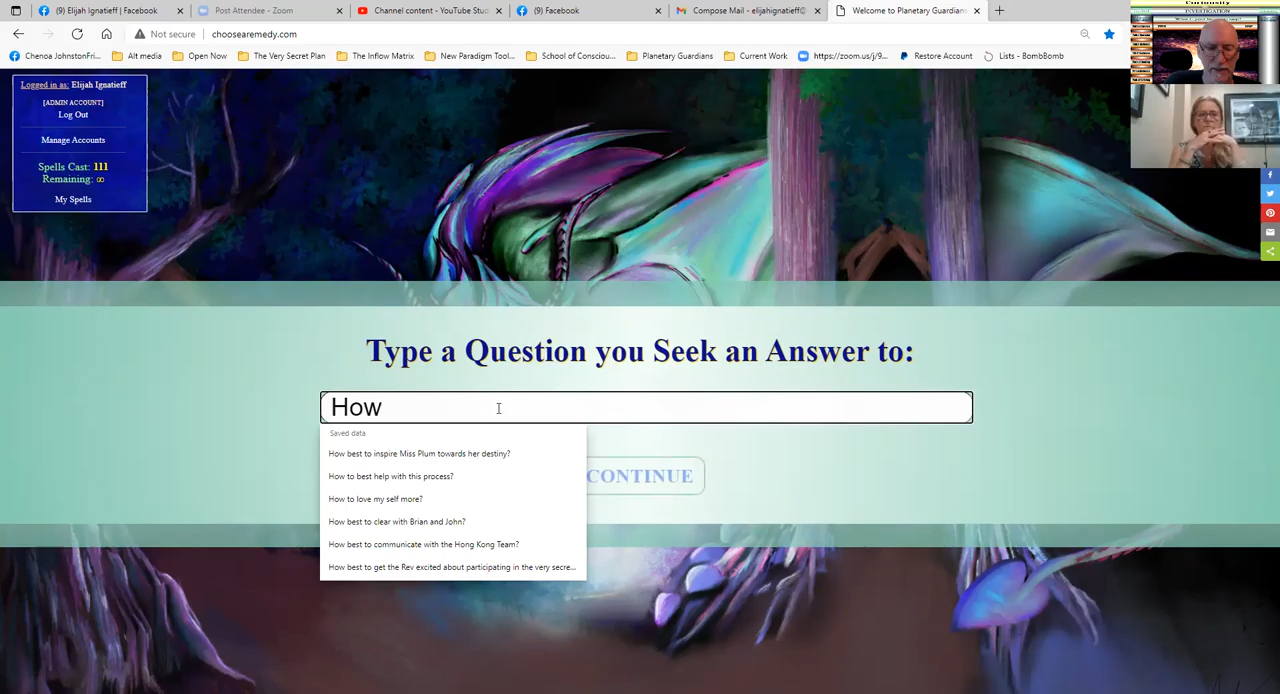 (9) Elijah Ignatieff | Facebook
Post Attendee - Zoom
Channel content - YouTube Stud
(9) Facebook
Compose Mail - elijahignatieff@
Welcome to Planetary Guardians
Not secure
choosearemedy.com
Chenoa JohnstonFri...
Alt media
Open Now
The Very Secret Plan
The Inflow Matrix
New Paradigm Tool...
School of Consciou...
Planetary Guardians
Current Work
https://zoom.us/j/9...
Restore Account
Lists - BombBomb
Curiousity
INVESTIGATION
Logged in as: Elijah Ignatieff
[ADMIN ACCOUNT]
Log Out
Manage Accounts
Spells Cast: 111
Remaining: ∞
My Spells
Type a Question you Seek an Answer to:
How
Saved data
How best to inspire Miss Plum towards her destiny?
How to best help with this process?
How to love my self more?
How best to clear with Brian and John?
How best to communicate with the Hong Kong Team?
How best to get the Rev excited about participating in the very secre...
CONTINUE